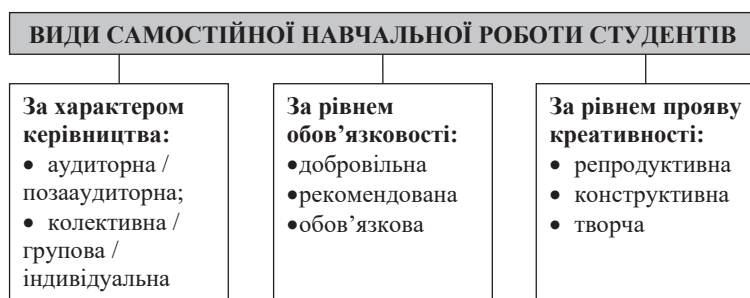 ВИДИ САМОСТІЙНОЇ НАВЧАЛЬНОЇ РОБОТИ СТУДЕНТІВ
За характером
керівництва:
• аудиторна /
позааудиторна;
• колективна /
групова /
індивідуальна
За рівнем
обов’язковості:
•добровільна
•рекомендована
•обов’язкова
За рівнем прояву
креативності:
• репродуктивна
• конструктивна
• творча